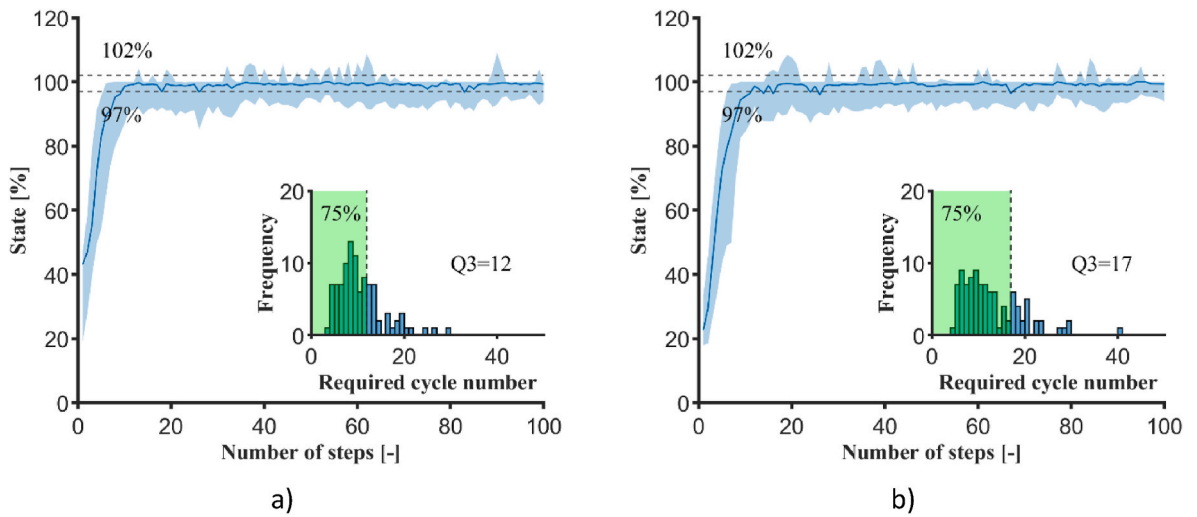 120
102%
100
97%
80
60
40
20
0
State [%]
0 20 40 60 80 100
Number of steps [-]
20
10
0
Frequency
75%
Q3=12
0 20 40
Required cycle number
a)
120
102%
100
97%
80
60
40
20
0
State [%]
0 20 40 60 80 100
Number of steps [-]
20
10
0
Frequency
75%
Q3=17
0 20 40
Required cycle number
b)